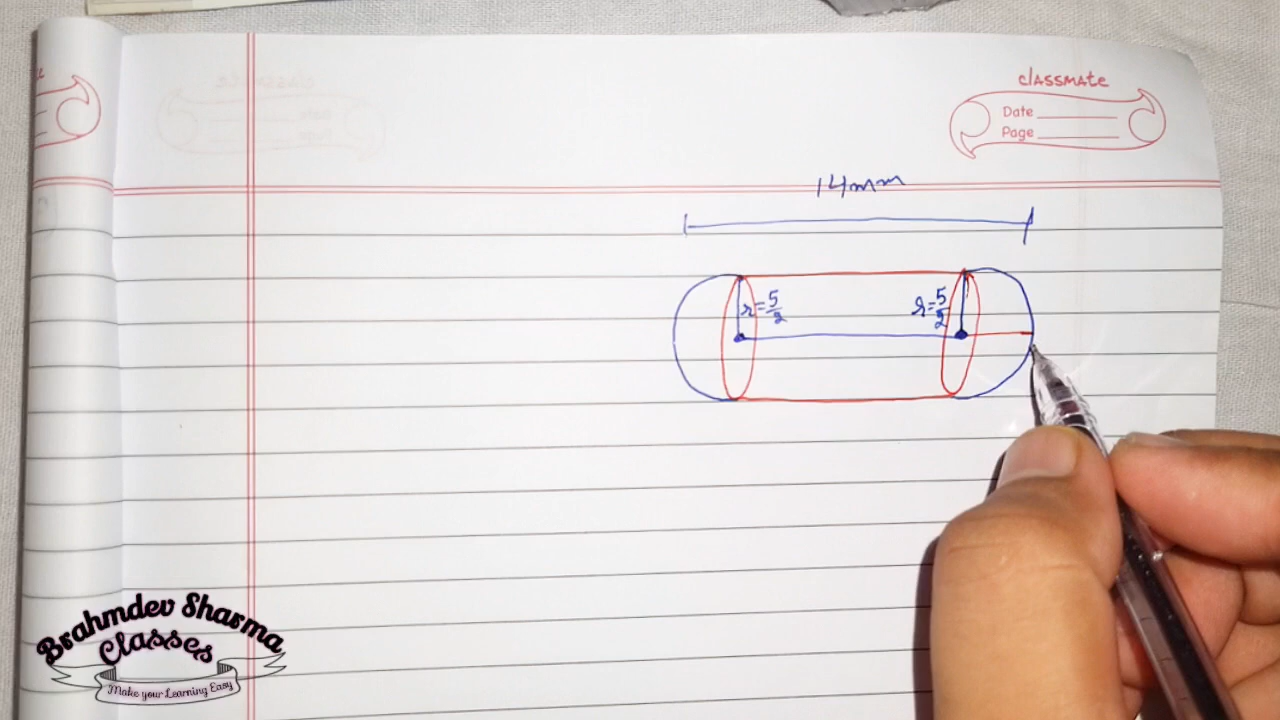 classmate
Date
Page
14mm
r=5/2
r=5/2
Brahmdev Sharma
Classes
Make your Learning Easy